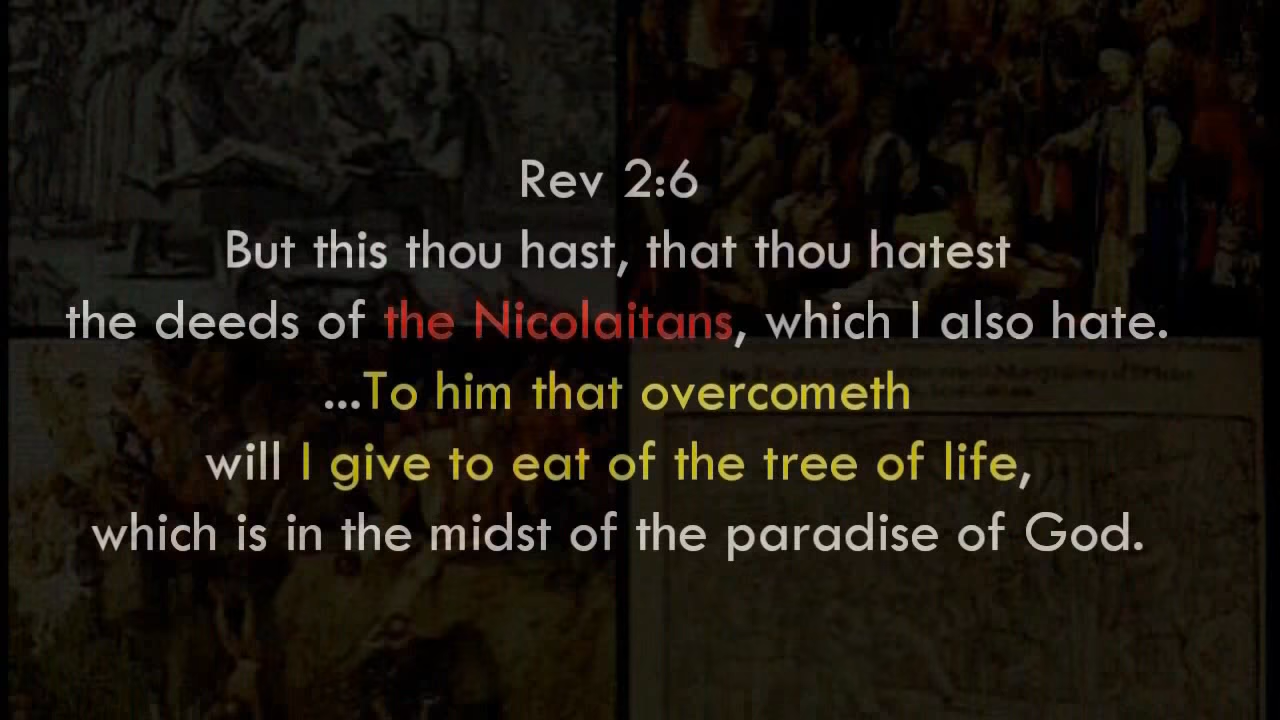 Rev 2:6
But this thou hast, that thou hatest
the deeds of the Nicolaitans, which I also hate.
...To him that overcometh
will I give to eat of the tree of life,
which is in the midst of the paradise of God.